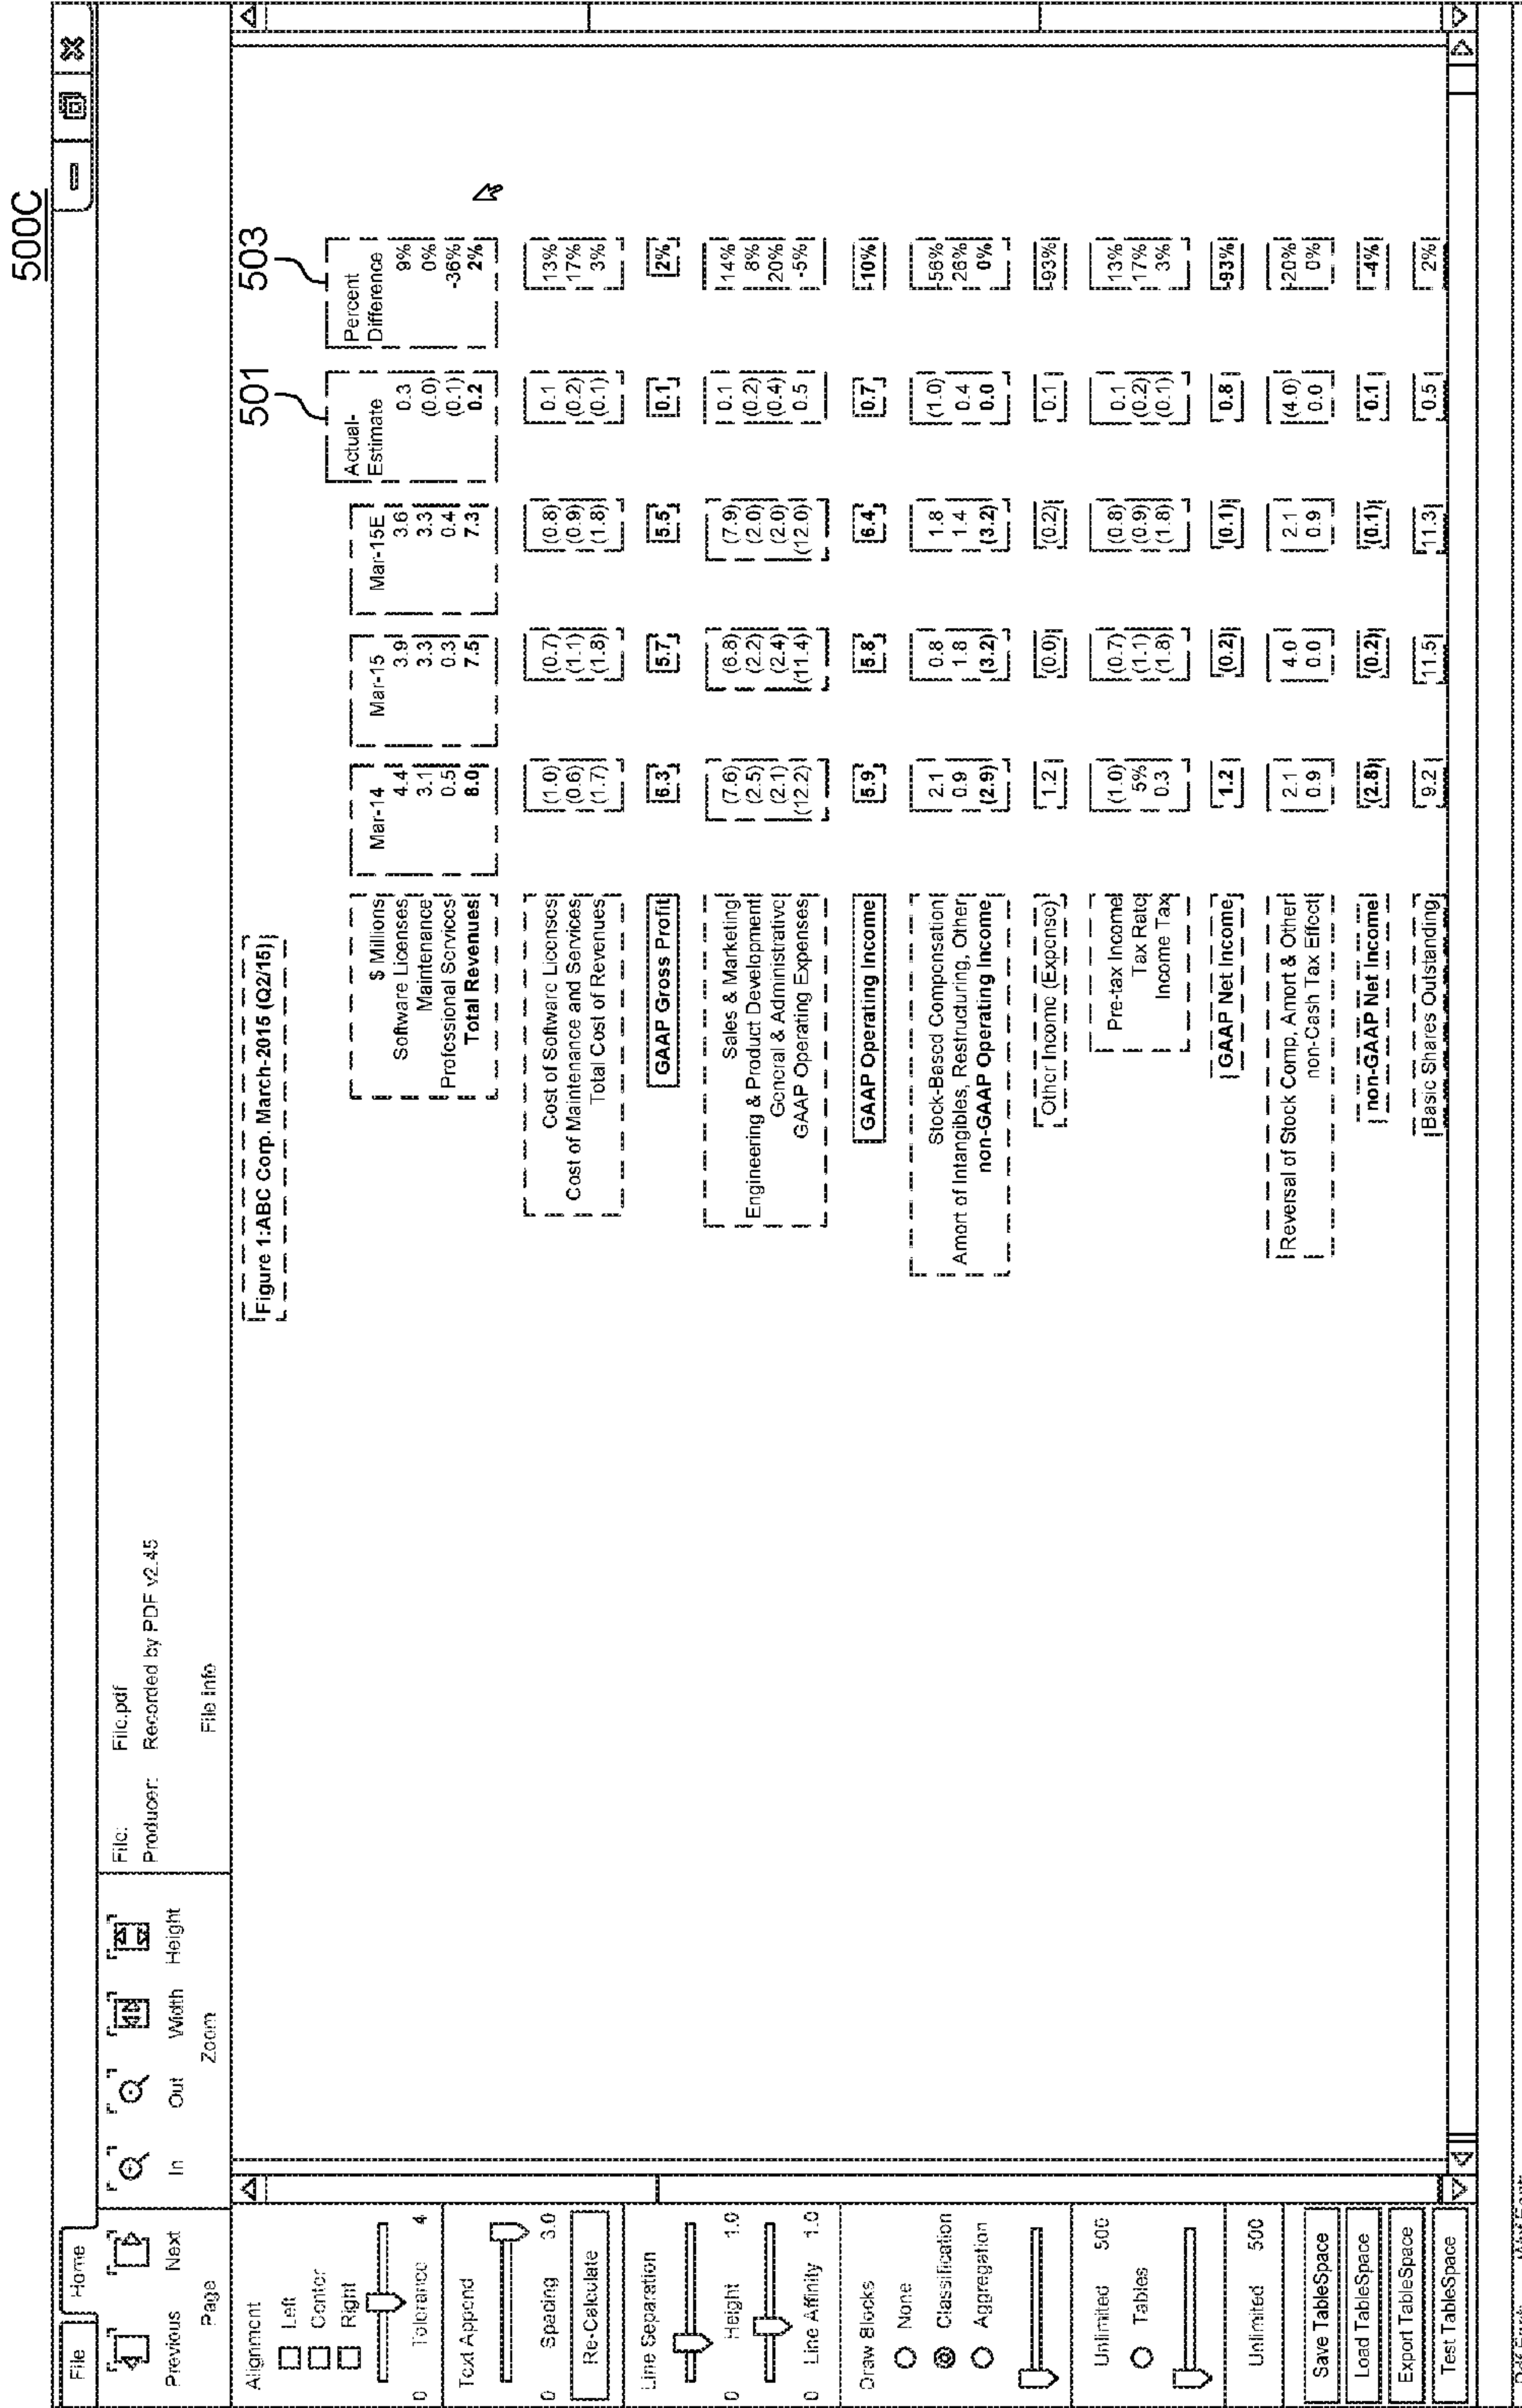 500C
File Home
Previous Next
Page
In Out Width Height
Zoom
File: File.pdf
Producer: Recorded by PDF v2.45
File Info
Alignment
Left
Center
Right
0 Tolerance 4
Text Append
0 Spacing 3.0
Re-Calculate
Line Separation
0 Height 1.0
0 Line Affinity 1.0
Draw Blocks
None
Classification
Aggregation
Unlimited 500
Tables
Unlimited 500
Save TableSpace
Load TableSpace
Export TableSpace
Test TableSpace
501 503
Figure 1:ABC Corp. March-2015 (Q2/15)
$ Millions Mar-14 Mar-15 Mar-15E Actual-Estimate Percent Difference
Software Licenses 4.4 3.9 3.6 0.3 9%
Maintenance 3.1 3.3 3.3 (0.0) 0%
Professional Services 0.5 0.3 0.4 (0.1) -36%
Total Revenues 8.0 7.5 7.3 0.2 2%
Cost of Software Licenses (1.0) (0.7) (0.8) 0.1 13%
Cost of Maintenance and Services (0.6) (1.1) (0.9) (0.2) 17%
Total Cost of Revenues (1.7) (1.8) (1.8) (0.1) 3%
GAAP Gross Profit 6.3 5.7 5.5 0.1 2%
Sales & Marketing (7.6) (6.8) (7.9) 0.1 14%
Engineering & Product Development (2.5) (2.2) (2.0) (0.2) 8%
General & Administrative (2.1) (2.4) (2.0) (0.4) 20%
GAAP Operating Expenses (12.2) (11.4) (12.0) 0.5 -5%
GAAP Operating Income 5.9 5.8 6.4 0.7 -10%
Stock-Based Compensation 2.1 0.8 1.8 (1.0) -56%
Amort of Intangibles, Restructuring, Other 0.9 1.8 1.4 0.4 26%
non-GAAP Operating Income (2.9) (3.2) (3.2) 0.0 0%
Other Income (Expense) 1.2 (0.0) (0.2) 0.1 -93%
Pre-tax Income (1.0) (0.7) (0.8) 0.1 13%
Tax Rate 5% (1.1) (0.9) (0.2) 17%
Income Tax 0.3 (1.8) (1.8) (0.1) 3%
GAAP Net Income 1.2 (0.2) (0.1) 0.8 -93%
Reversal of Stock Comp, Amort & Other 2.1 4.0 2.1 (4.0) -20%
non-Cash Tax Effect 0.9 0.0 0.9 0.0 0%
non-GAAP Net Income (2.8) (0.2) (0.1) 0.1 -4%
Basic Shares Outstanding 9.2 11.5 11.3 0.5 2%